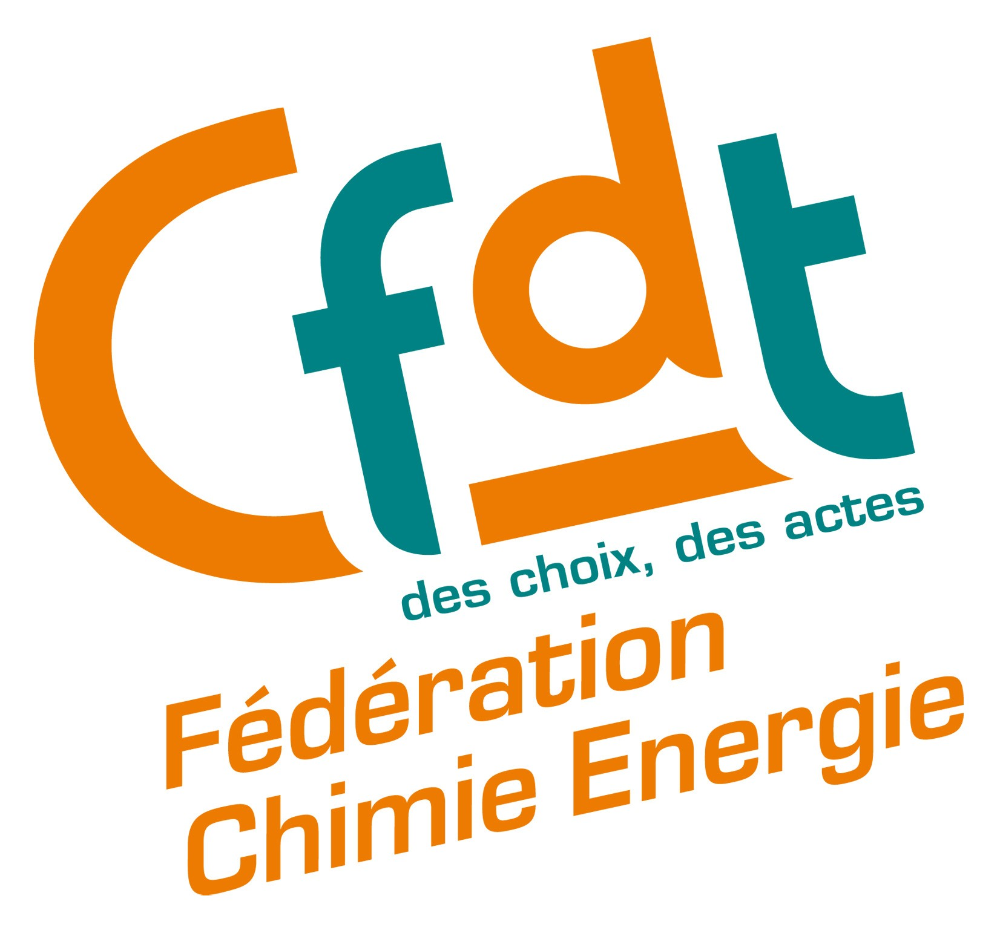 Cfdt
des choix, des actes
Fédération
Chimie Energie